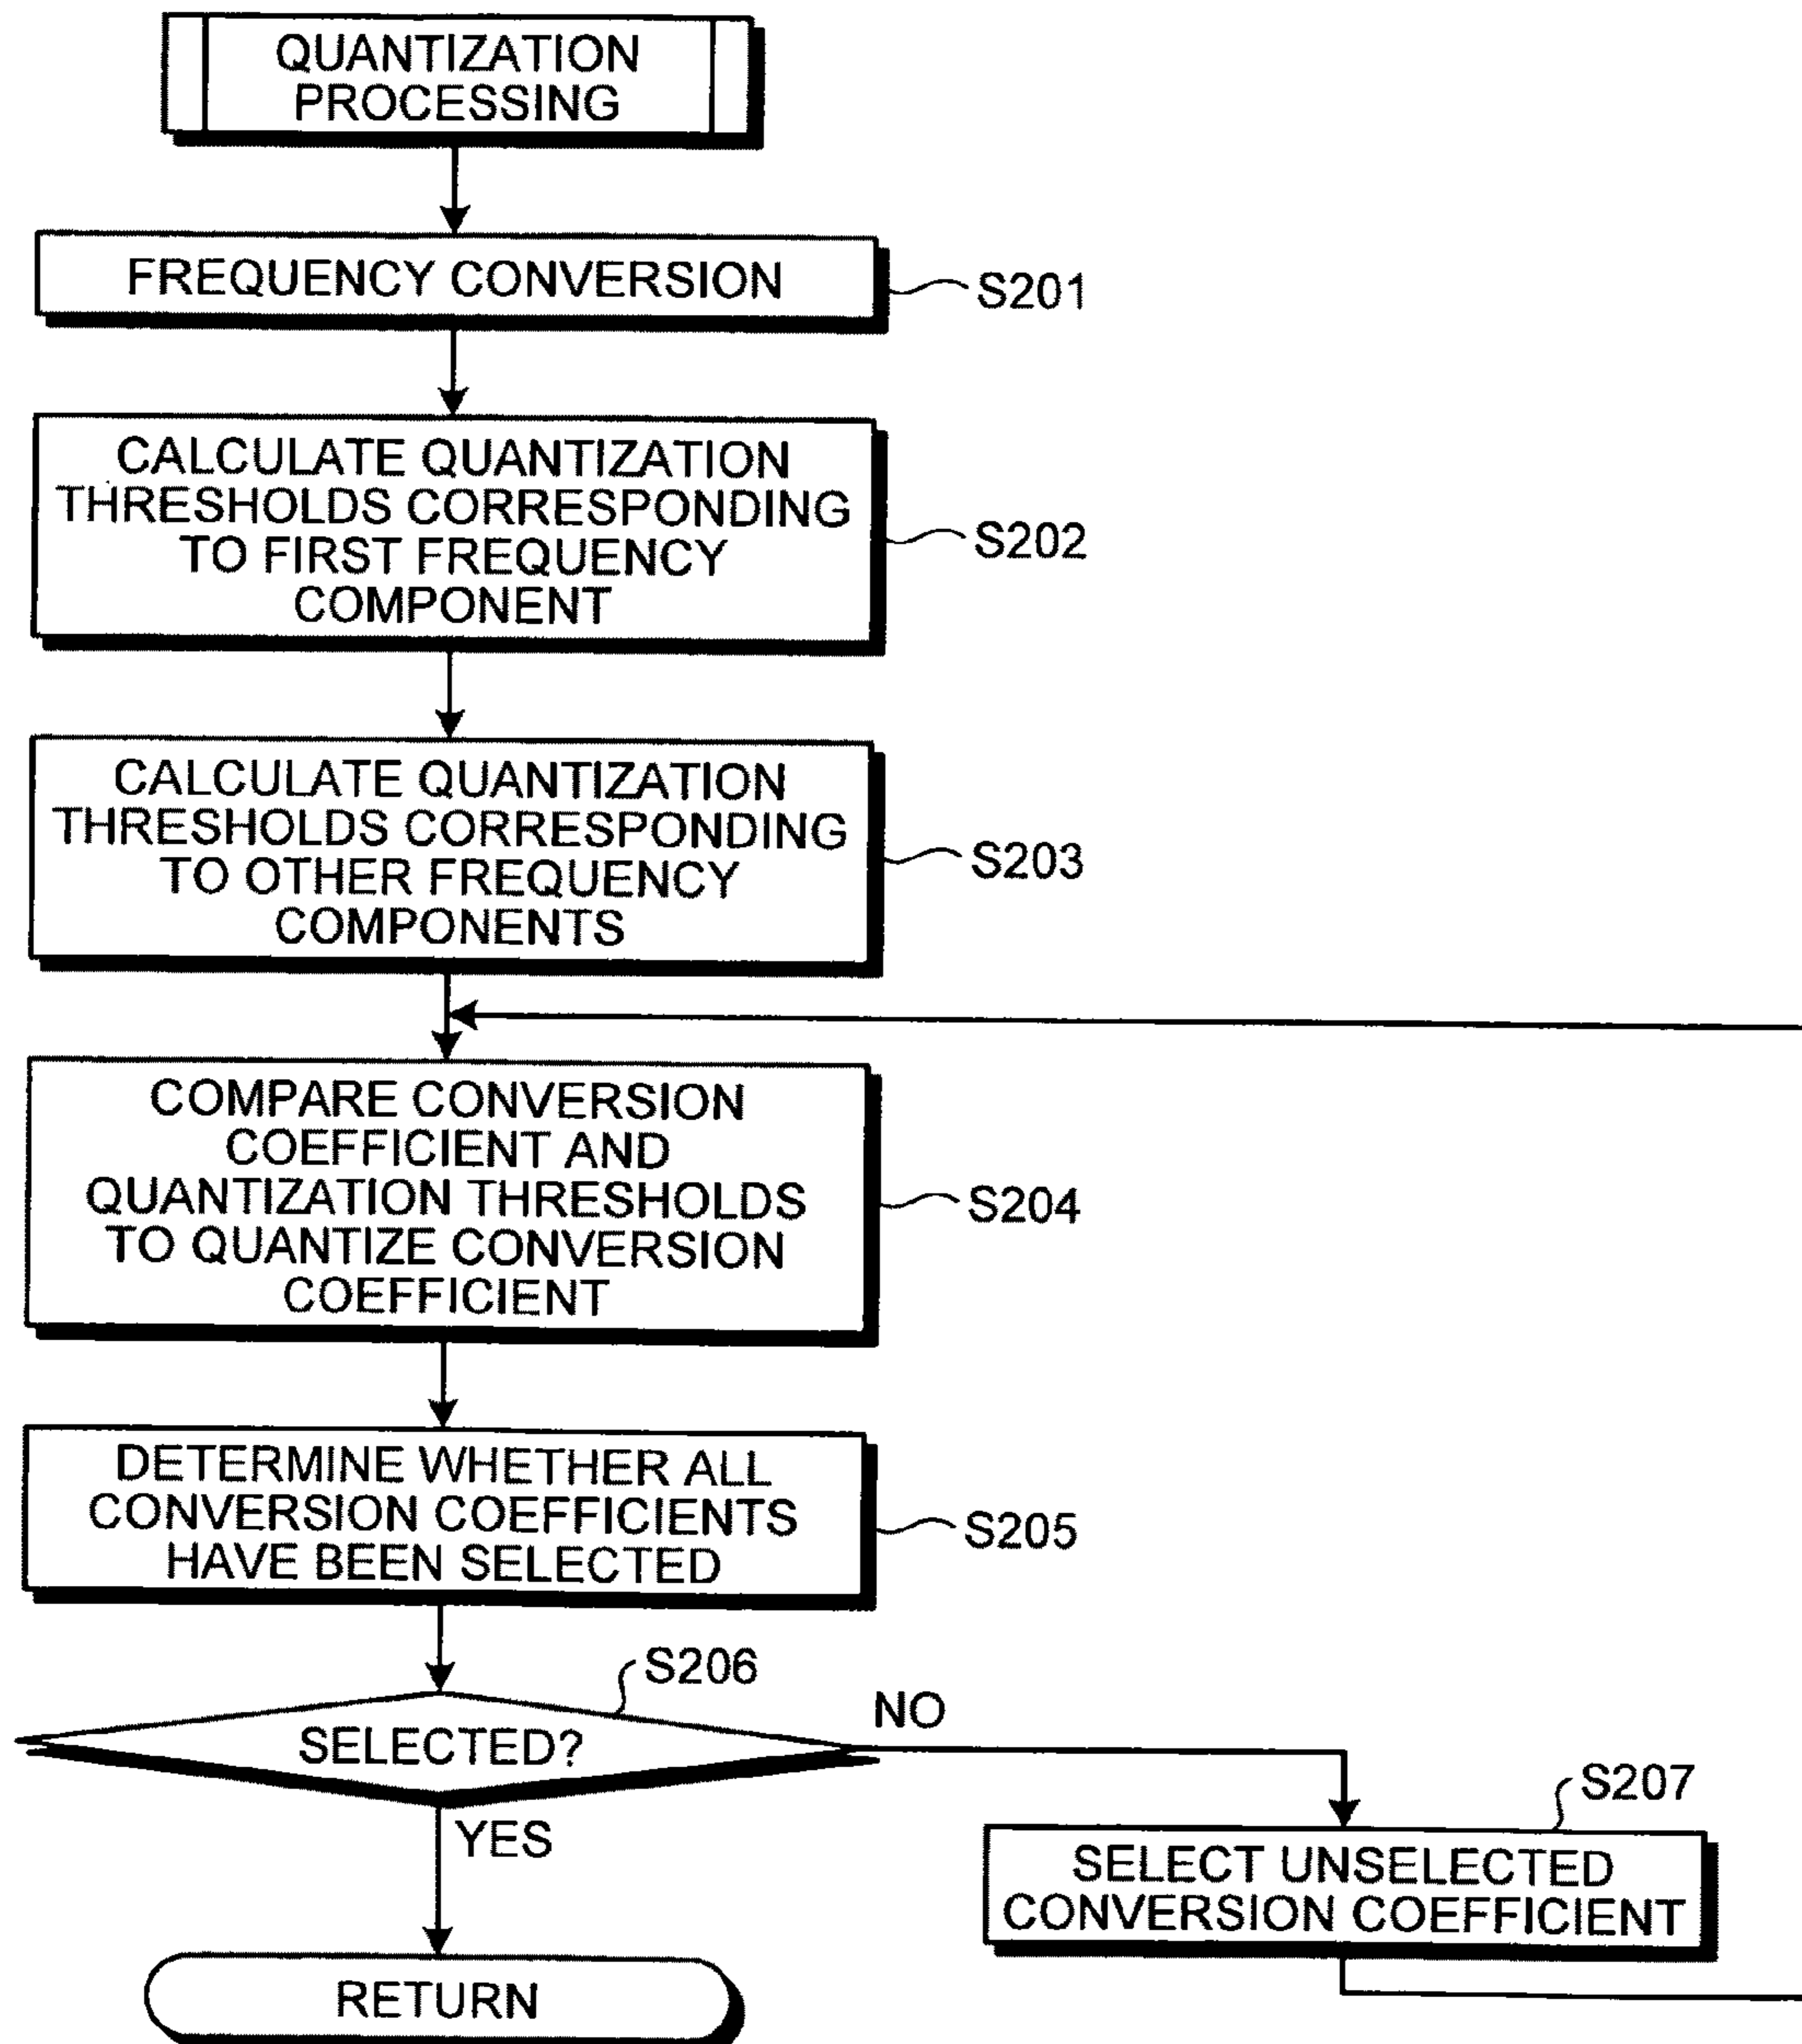 QUANTIZATION
PROCESSING
FREQUENCY CONVERSION
S201
CALCULATE QUANTIZATION
THRESHOLDS CORRESPONDING
TO FIRST FREQUENCY
COMPONENT
S202
CALCULATE QUANTIZATION
THRESHOLDS CORRESPONDING
TO OTHER FREQUENCY
COMPONENTS
S203
COMPARE CONVERSION
COEFFICIENT AND
QUANTIZATION THRESHOLDS
TO QUANTIZE CONVERSION
COEFFICIENT
S204
DETERMINE WHETHER ALL
CONVERSION COEFFICIENTS
HAVE BEEN SELECTED
S205
S206
SELECTED?
NO
YES
S207
SELECT UNSELECTED
CONVERSION COEFFICIENT
RETURN